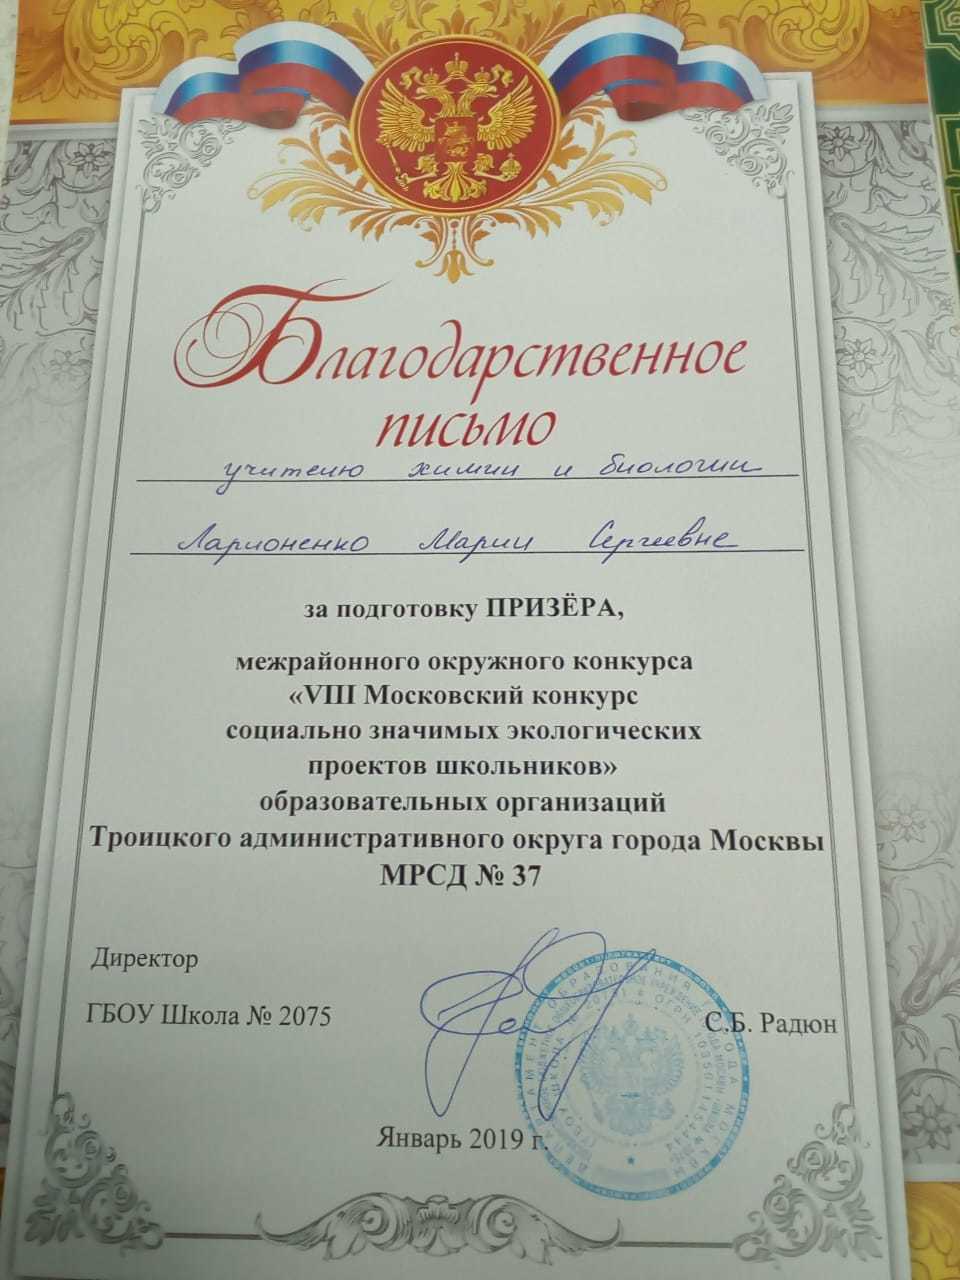 Благодарственное
письмо
учителю химии и биологии
Ларионенко Марии Сергеевне
за подготовку ПРИЗЁРА,
межрайонного окружного конкурса
«VIII Московский конкурс
социально значимых экологических
проектов школьников»
образовательных организаций
Троицкого административного округа города Москвы
МРСД № 37
Директор
ГБОУ Школа № 2075
С.Б. Радюн
Январь 2019 г.